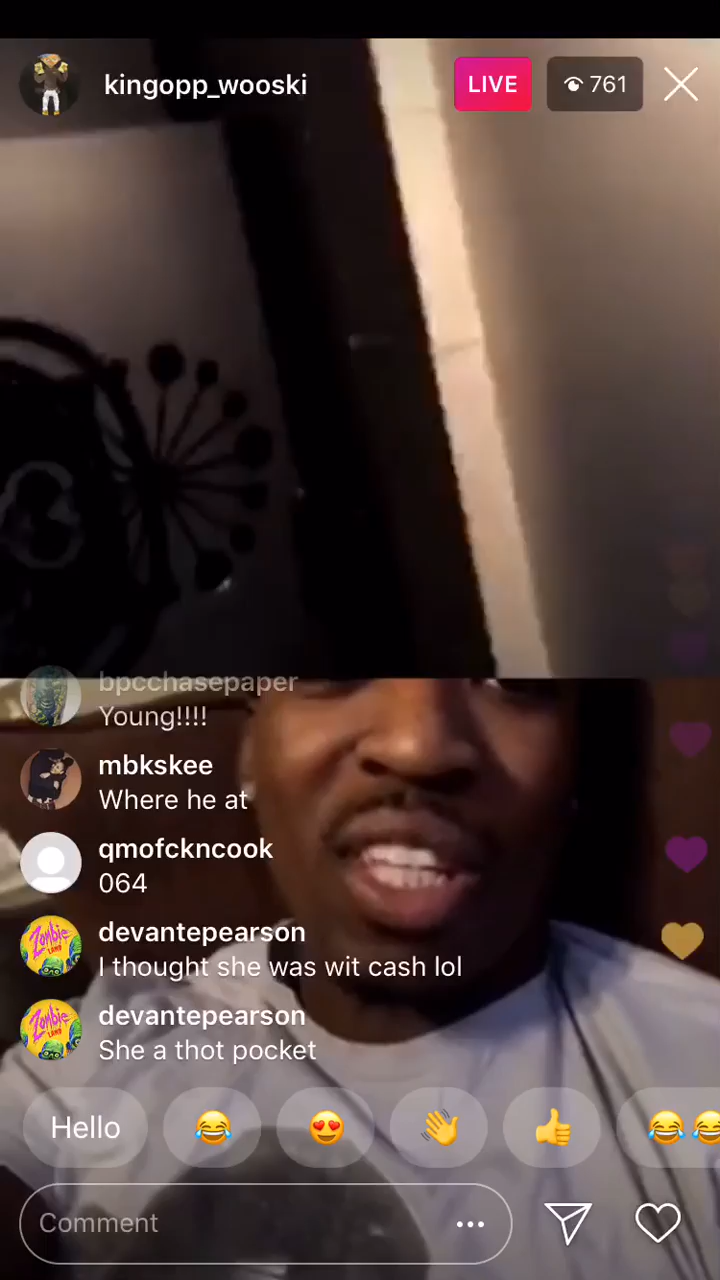 kingopp_wooski
LIVE
761
bpcchasepaper
Young!!!!
mbkskee
Where he at
qmofckncook
064
devantepearson
I thought she was wit cash lol
devantepearson
She a thot pocket
Hello
Comment